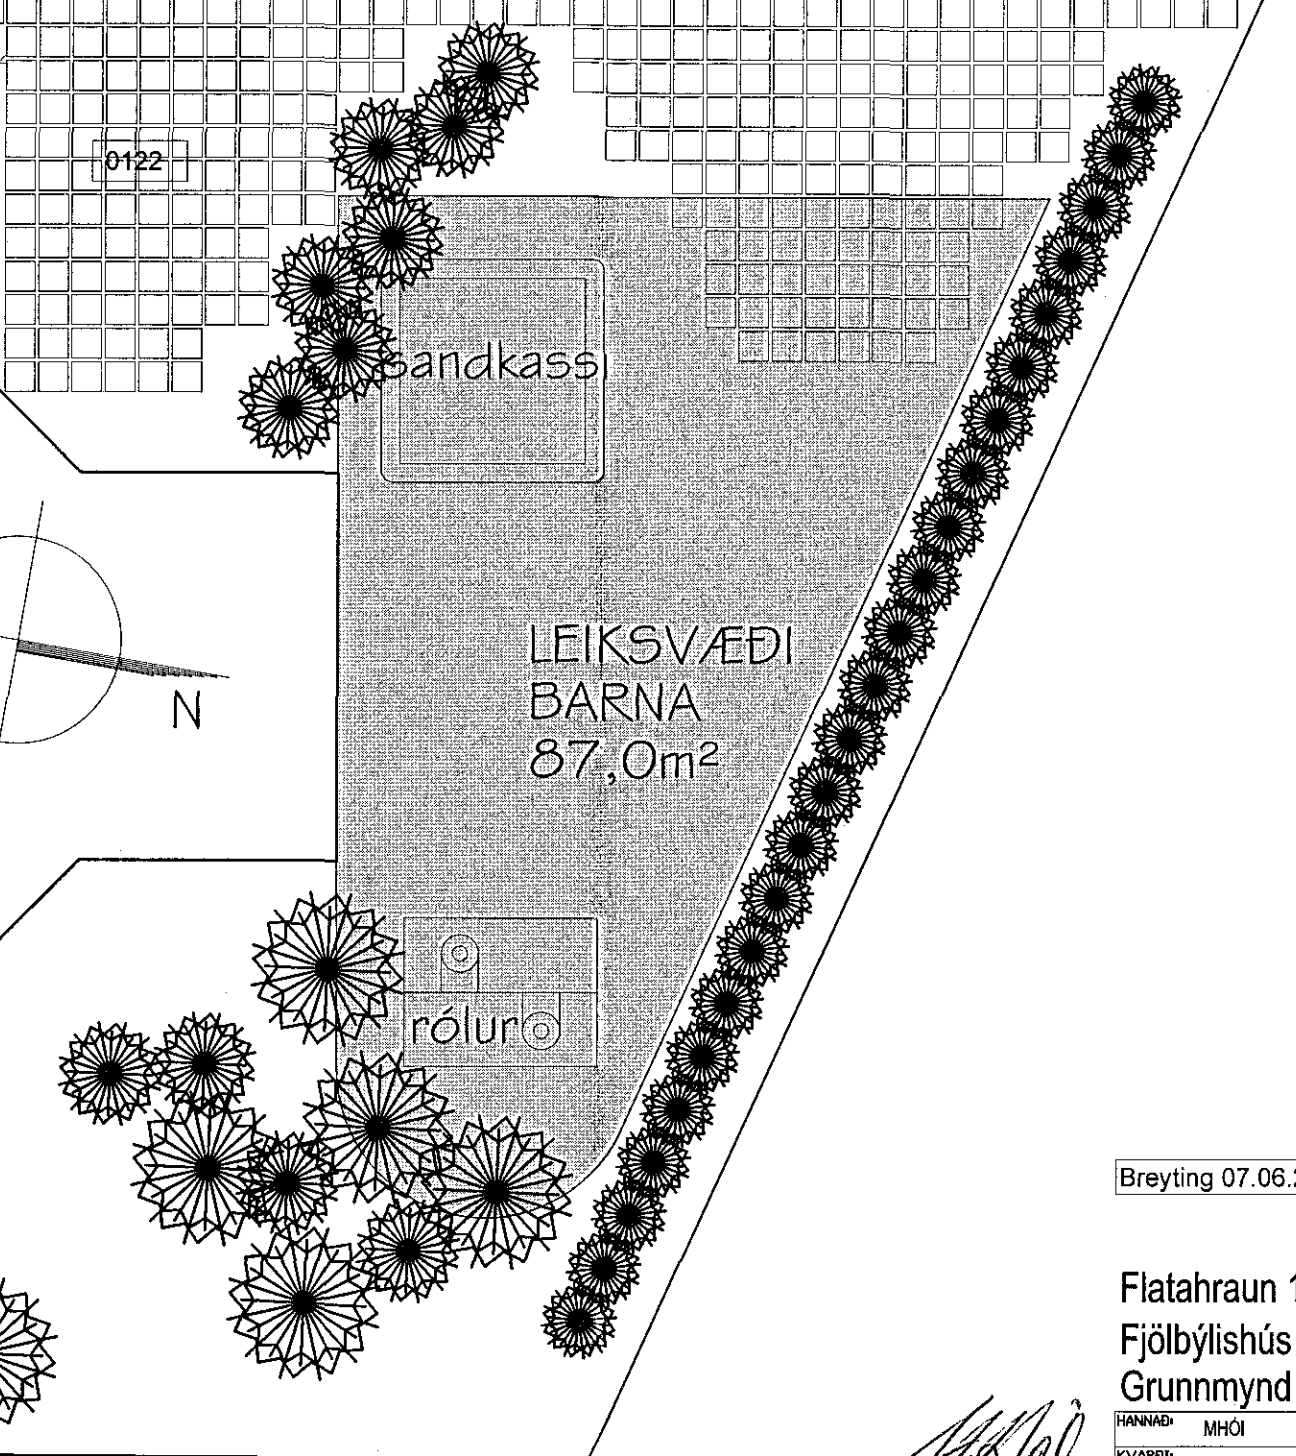 0122
sandkassi
LEIKSVÆÐI
BARNA
87,0m²
N
rólur
Breyting 07.06.
Flatahraun 1
Fjölbýlishús
Grunnmynd
HANNAÐ: MHÓI